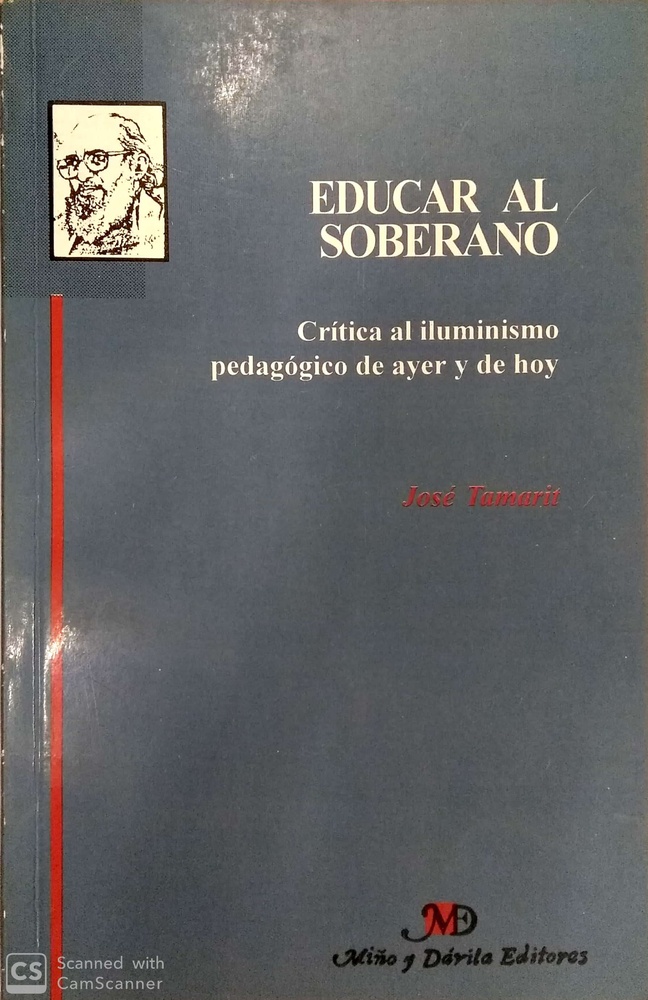 EDUCAR AL
SOBERANO
Crítica al iluminismo
pedagógico de ayer y de hoy
José Tamarit
MD
Miño y Dávila Editores
CS
Scanned with
CamScanner